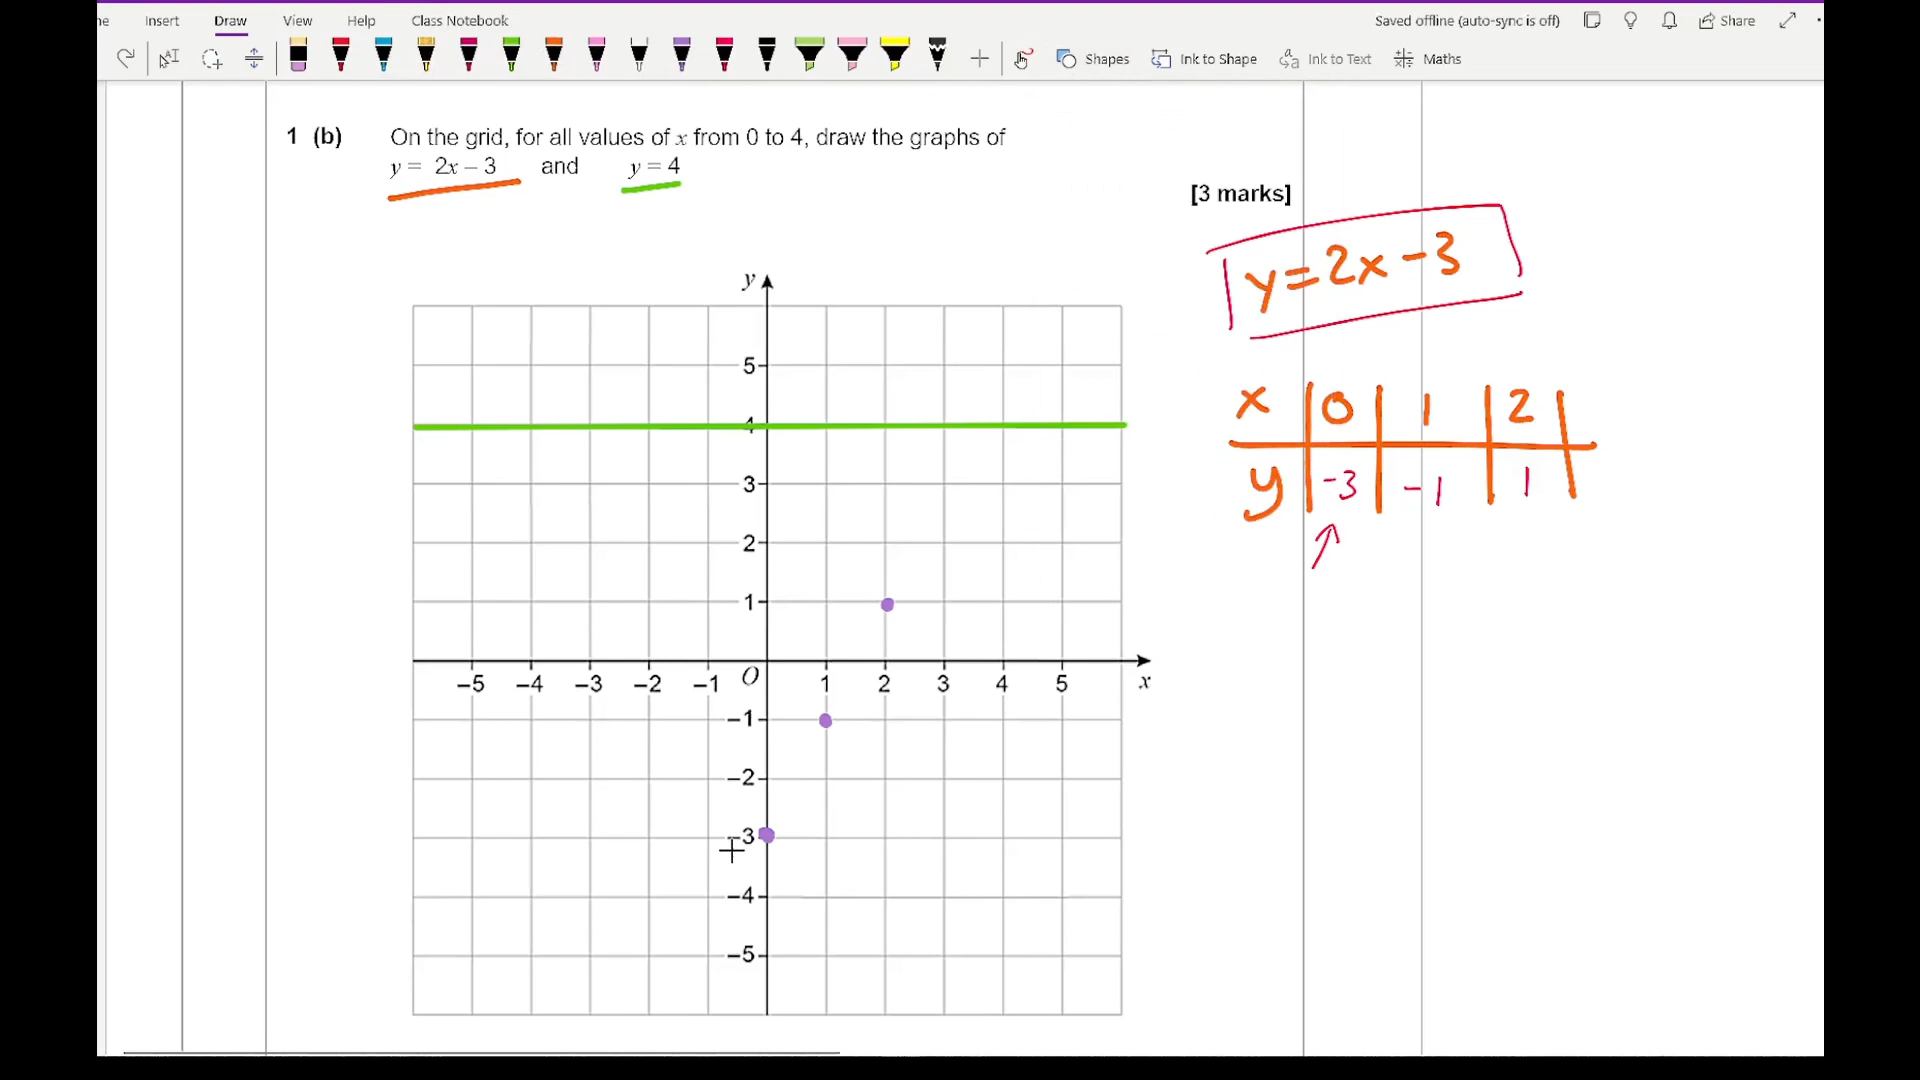 ne Insert Draw View Help Class Notebook Saved offline (auto-sync is off) Share
Shapes Ink to Shape Ink to Text Maths
1 (b) On the grid, for all values of x from 0 to 4, draw the graphs of
y = 2x – 3 and y = 4
[3 marks]
y=2x-3
x 0 1 2
y -3 -1 1
y
5
4
3
2
1
–5 –4 –3 –2 –1 O 1 2 3 4 5 x
–1
–2
–3
–4
–5